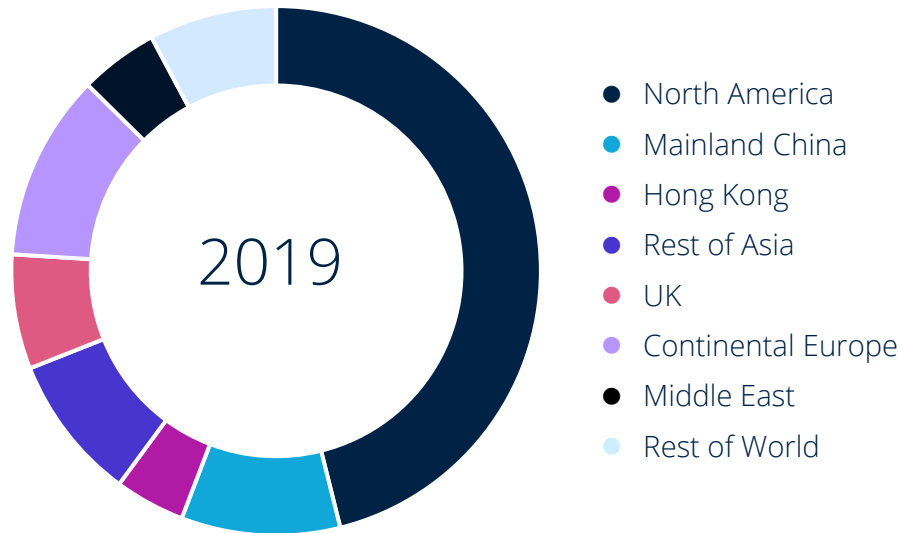 2019
North America
Mainland China
Hong Kong
Rest of Asia
UK
Continental Europe
Middle East
Rest of World